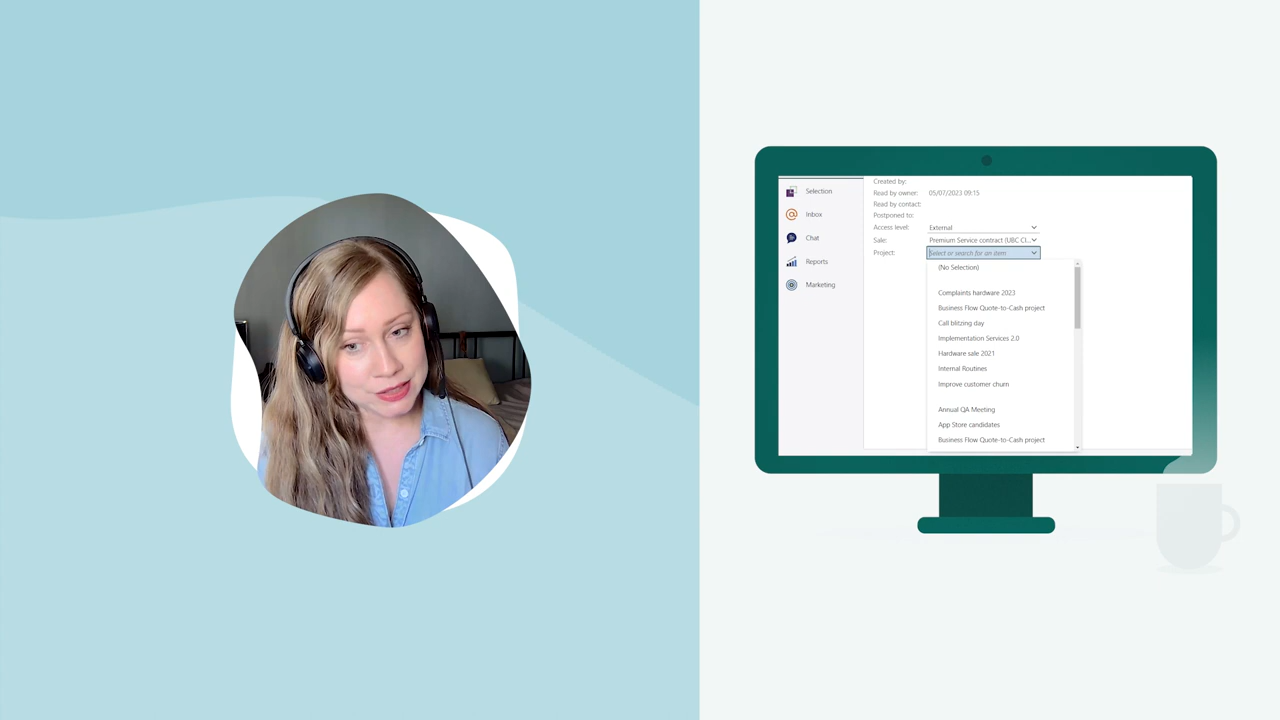 Selection
Inbox
Chat
Reports
Marketing
Created by:
Read by owner: 05/07/2023 09:15
Read by contact:
Postponed to:
Access level: External
Sale: Premium Service contract (UBC Cl...
Project: Select or search for an item
(No Selection)
Complaints hardware 2023
Business Flow Quote-to-Cash project
Call blitzing day
Implementation Services 2.0
Hardware sale 2021
Internal Routines
Improve customer churn
Annual QA Meeting
App Store candidates
Business Flow Quote-to-Cash project